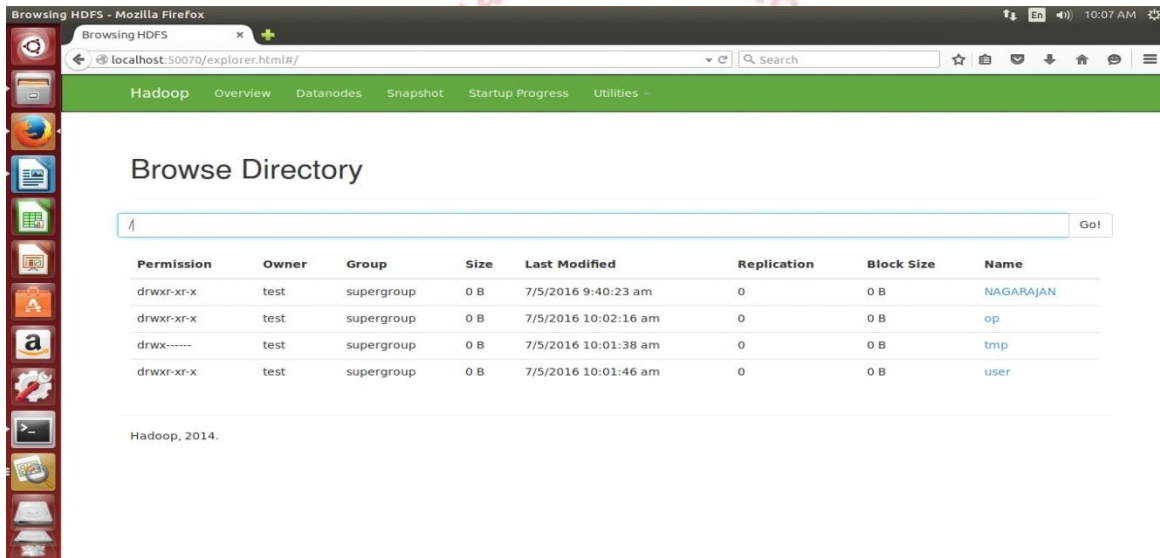 Browsing HDFS - Mozilla Firefox
En 10:07 AM
Browsing HDFS
localhost:50070/explorer.html#/
Search
Hadoop Overview Datanodes Snapshot Startup Progress Utilities
Browse Directory
/
Go!
Permission Owner Group Size Last Modified Replication Block Size Name
drwxr-xr-x test supergroup 0 B 7/5/2016 9:40:23 am 0 0 B NAGARAJAN
drwxr-xr-x test supergroup 0 B 7/5/2016 10:02:16 am 0 0 B op
drwx------ test supergroup 0 B 7/5/2016 10:01:38 am 0 0 B tmp
drwxr-xr-x test supergroup 0 B 7/5/2016 10:01:46 am 0 0 B user
Hadoop, 2014.